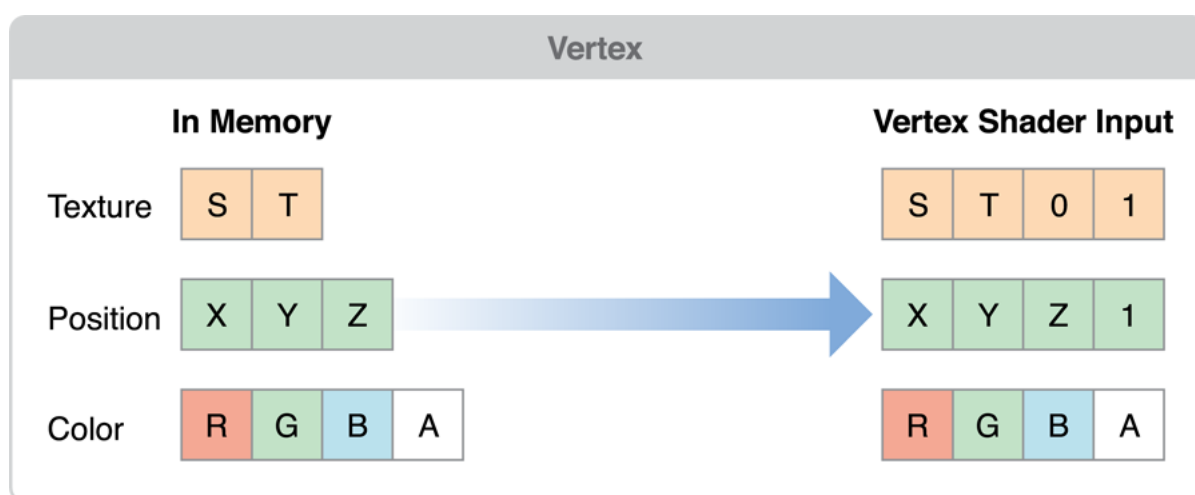 Vertex
In Memory Vertex Shader Input
Texture S T S T 0 1
Position X Y Z X Y Z 1
Color R G B A R G B A